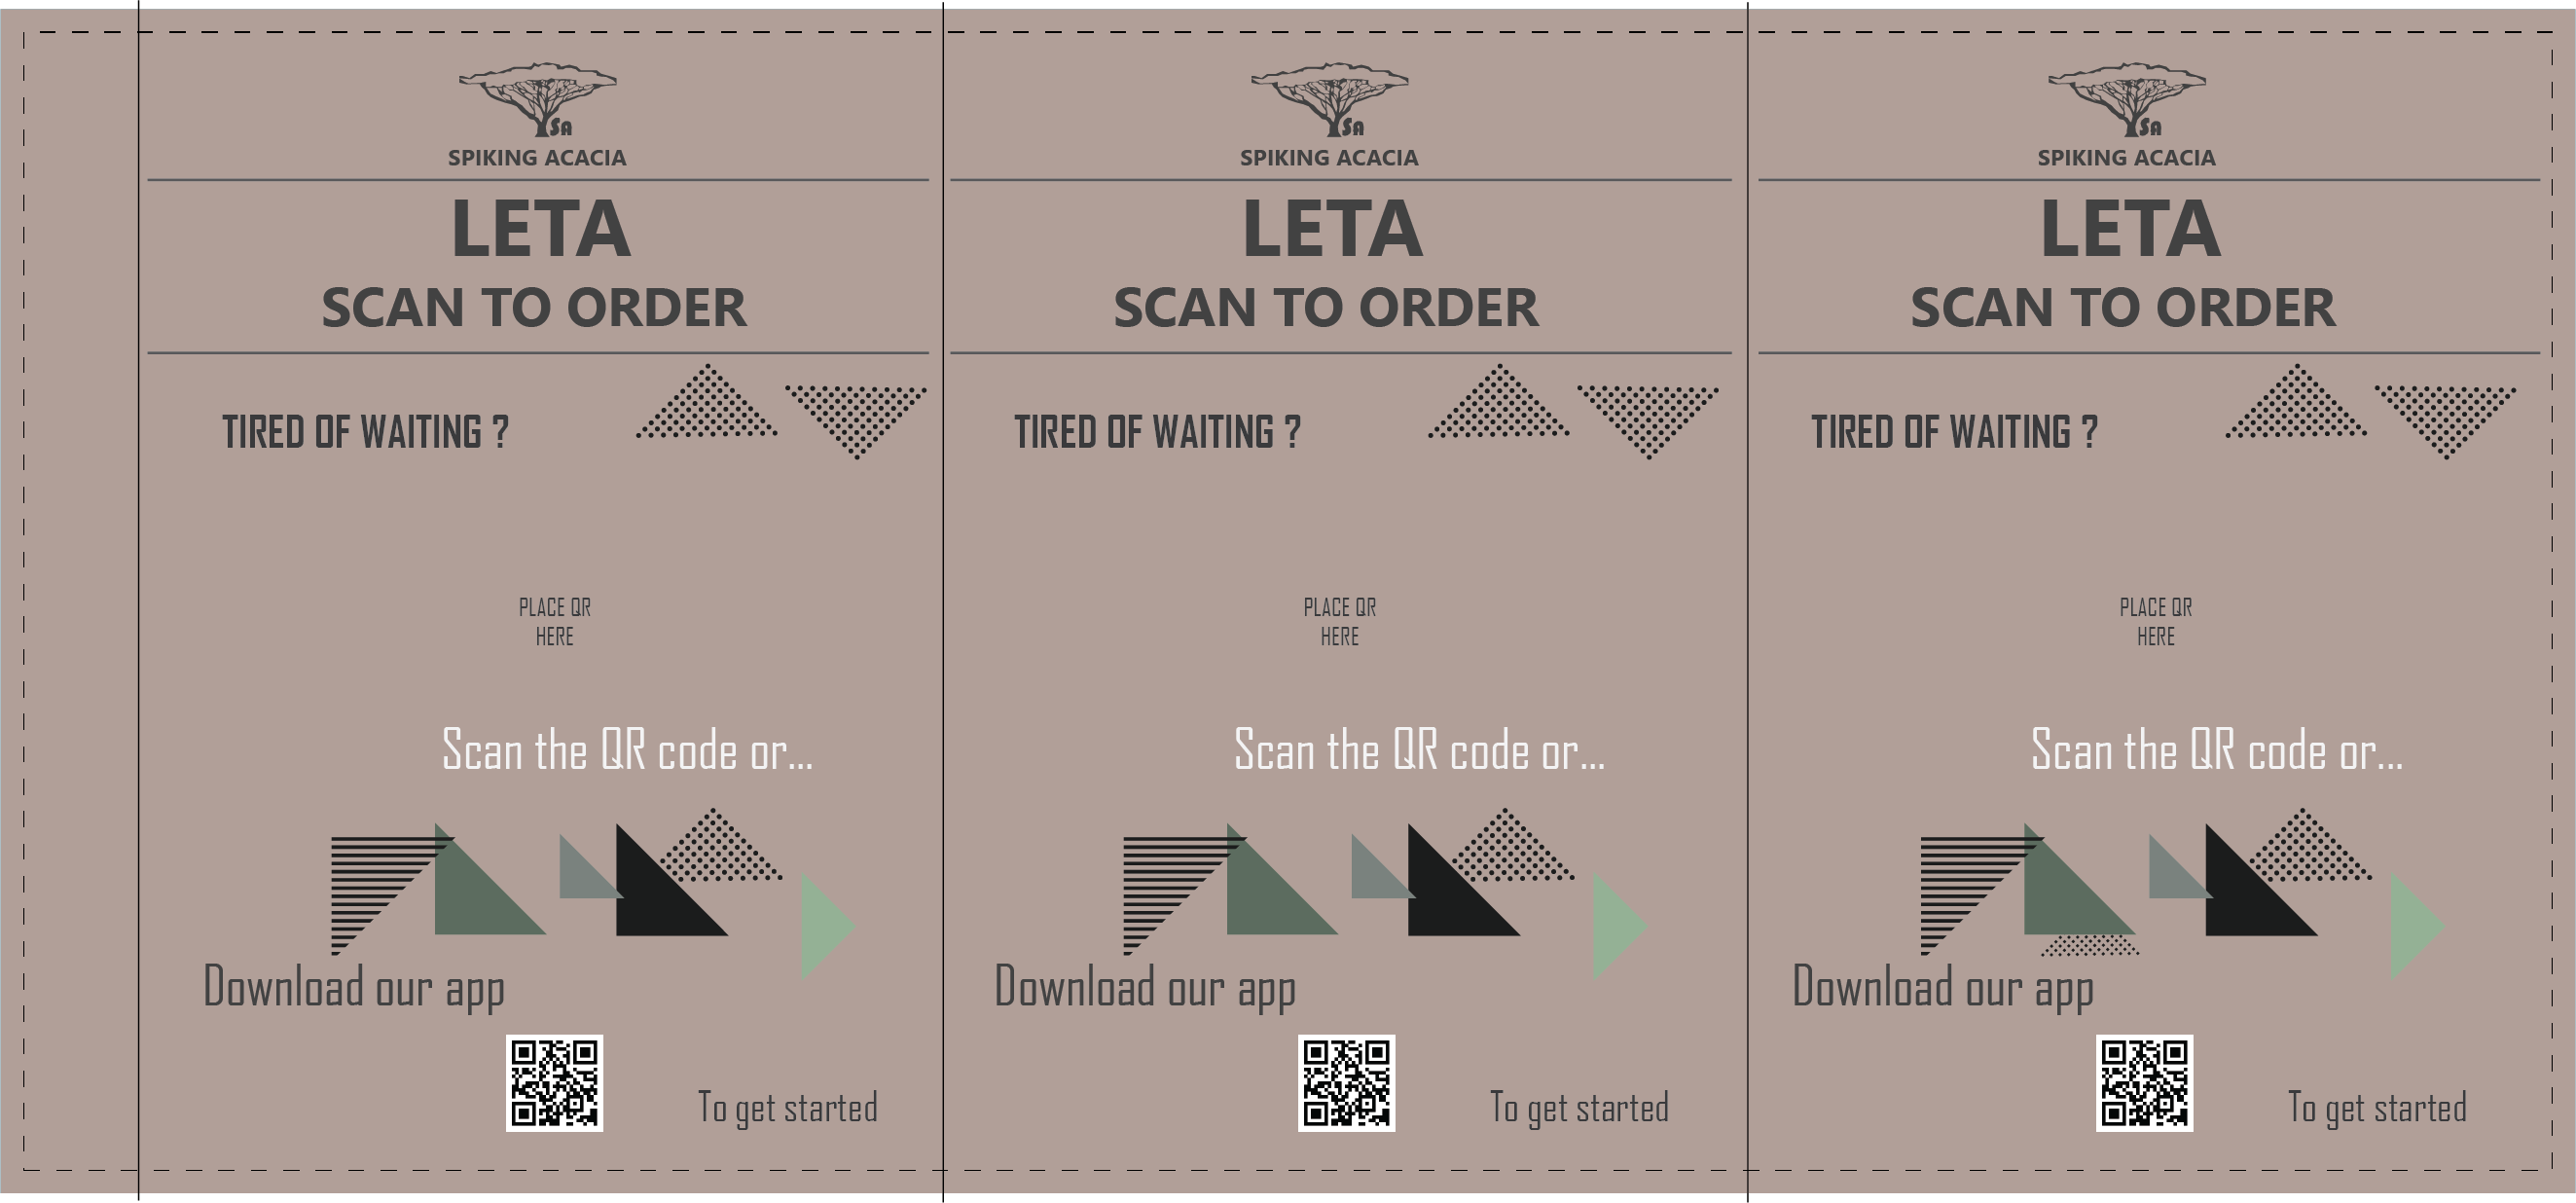 Sa
SPIKING ACACIA
LETA
SCAN TO ORDER
TIRED OF WAITING ?
PLACE QR
HERE
Scan the QR code or...
Download our app
To get started
Sa
SPIKING ACACIA
LETA
SCAN TO ORDER
TIRED OF WAITING ?
PLACE QR
HERE
Scan the QR code or...
Download our app
To get started
Sa
SPIKING ACACIA
LETA
SCAN TO ORDER
TIRED OF WAITING ?
PLACE QR
HERE
Scan the QR code or...
Download our app
To get started